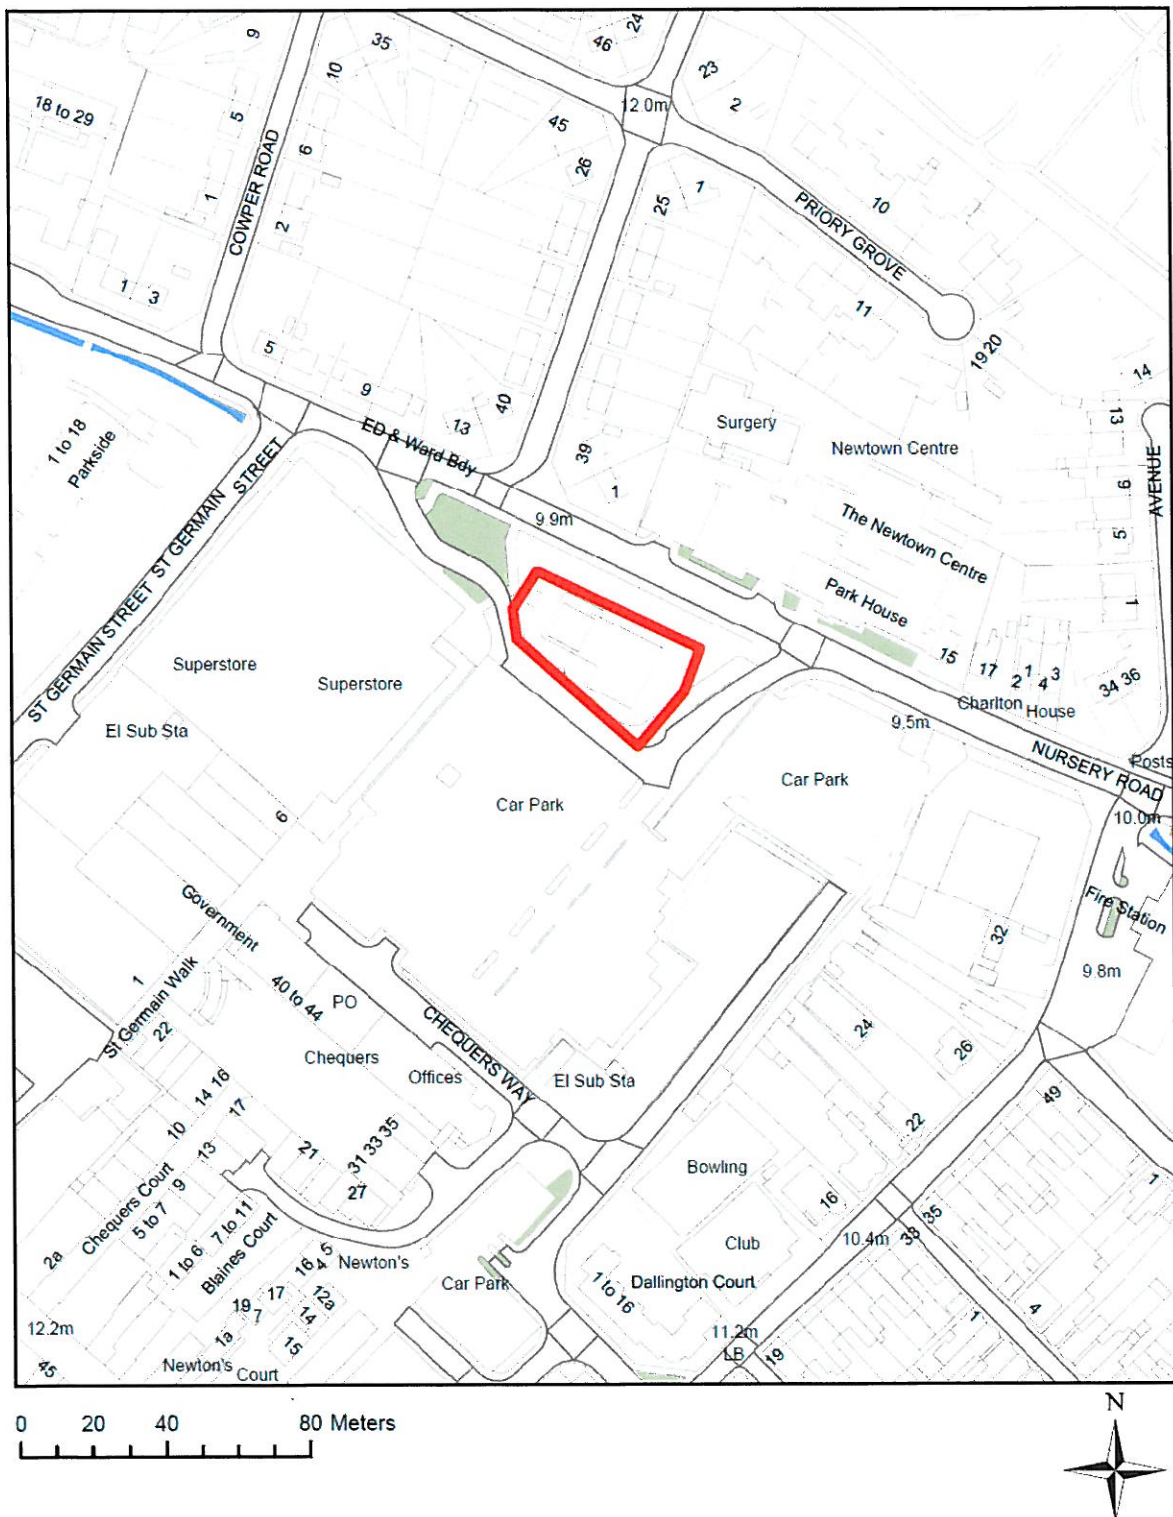 9
35
46
24
10
23
2
12.0m
18 to 29
5
45
6
26
COWPER ROAD
1
25
1
10
2
PRIORY GROVE
1
3
11
5
19 20
14
9
40
13
13
ED & Ward Bdy
Surgery
Newtown Centre
1 to 18
Parkside
39
1
9
AVENUE
ST GERMAIN STREET
ST GERMAIN STREET
9.9m
The Newtown Centre
5
Park House
1
Superstore
Superstore
15
17
2
1
4
3
34
36
Charlton
House
El Sub Sta
9.5m
NURSERY ROAD
Posts
Car Park
Car Park
6
10.0m
Government
Fire Station
32
1
St Germain Walk
40 to 44
PO
CHEQUERS WAY
9.8m
22
24
Chequers
Offices
El Sub Sta
26
14
16
17
10
13
31 33 35
22
49
21
Bowling
1
9
27
Chequers Court
5 to 7
16
35
7 to 11
1 to 6
Blaines Court
2a
Club
10.4m
33
16
4
5
Newton's
Car Park
1 to 16
Dallington Court
4
1
17
12a
19
7
14
12.2m
1a
15
11.2m
LB
19
45
Newton's
Court
0 20 40 80 Meters
N